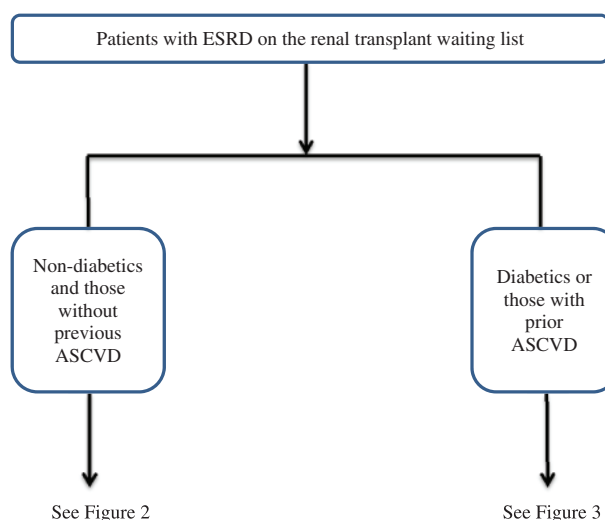 Patients with ESRD on the renal transplant waiting list
Non-diabetics
and those
without
previous
ASCVD
Diabetics or
those with
prior
ASCVD
See Figure 2
See Figure 3